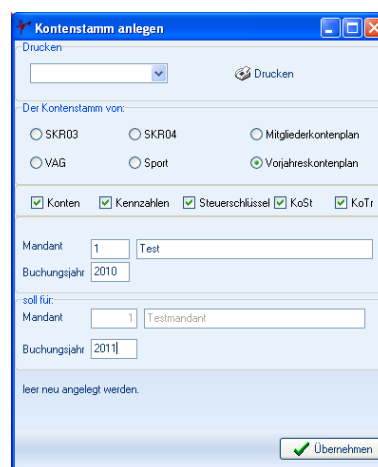 Kontenstamm anlegen
Drucken
Drucken
Der Kontenstamm von:
SKR03 SKR04 Mitgliederkontenplan
VAG Sport Vorjahreskontenplan
Konten Kennzahlen Steuerschlüssel KoSt KoTr
Mandant 1 Test
Buchungsjahr 2010
soll für:
Mandant 1 Testmandant
Buchungsjahr 2011
leer neu angelegt werden.
Übernehmen